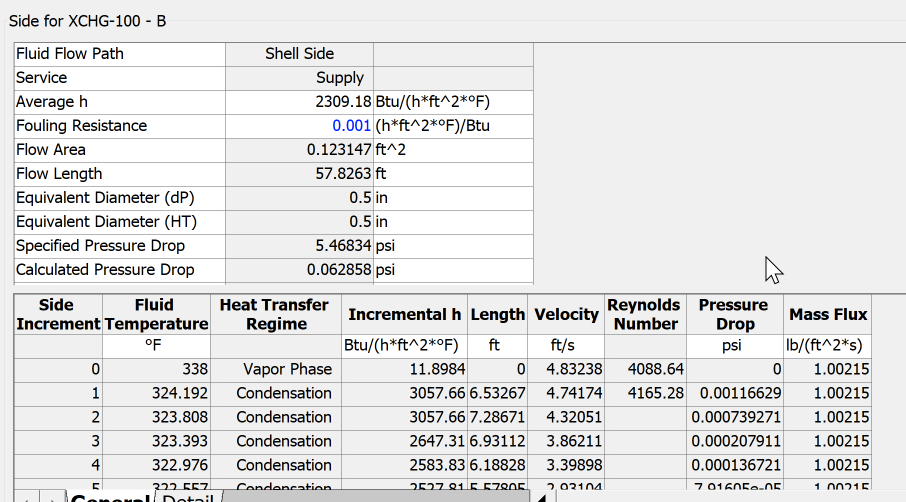 Side for XCHG-100 - B
Fluid Flow Path Shell Side
Service Supply
Average h 2309.18 Btu/(h*ft^2*ºF)
Fouling Resistance 0.001 (h*ft^2*ºF)/Btu
Flow Area 0.123147 ft^2
Flow Length 57.8263 ft
Equivalent Diameter (dP) 0.5 in
Equivalent Diameter (HT) 0.5 in
Specified Pressure Drop 5.46834 psi
Calculated Pressure Drop 0.062858 psi
Side Fluid Heat Transfer Incremental h Length Velocity Reynolds Pressure Mass Flux
Increment Temperature Regime Number Drop
ºF Btu/(h*ft^2*ºF) ft ft/s psi lb/(ft^2*s)
0 338 Vapor Phase 11.8984 0 4.83238 4088.64 0 1.00215
1 324.192 Condensation 3057.66 6.53267 4.74174 4165.28 0.00116629 1.00215
2 323.808 Condensation 3057.66 7.28671 4.32051 0.000739271 1.00215
3 323.393 Condensation 2647.31 6.93112 3.86211 0.000207911 1.00215
4 322.976 Condensation 2583.83 6.18828 3.39898 0.000136721 1.00215
5 322.557 Condensation 2527.81 5.57805 2.93104 7.91605e-05 1.00215
General Detail